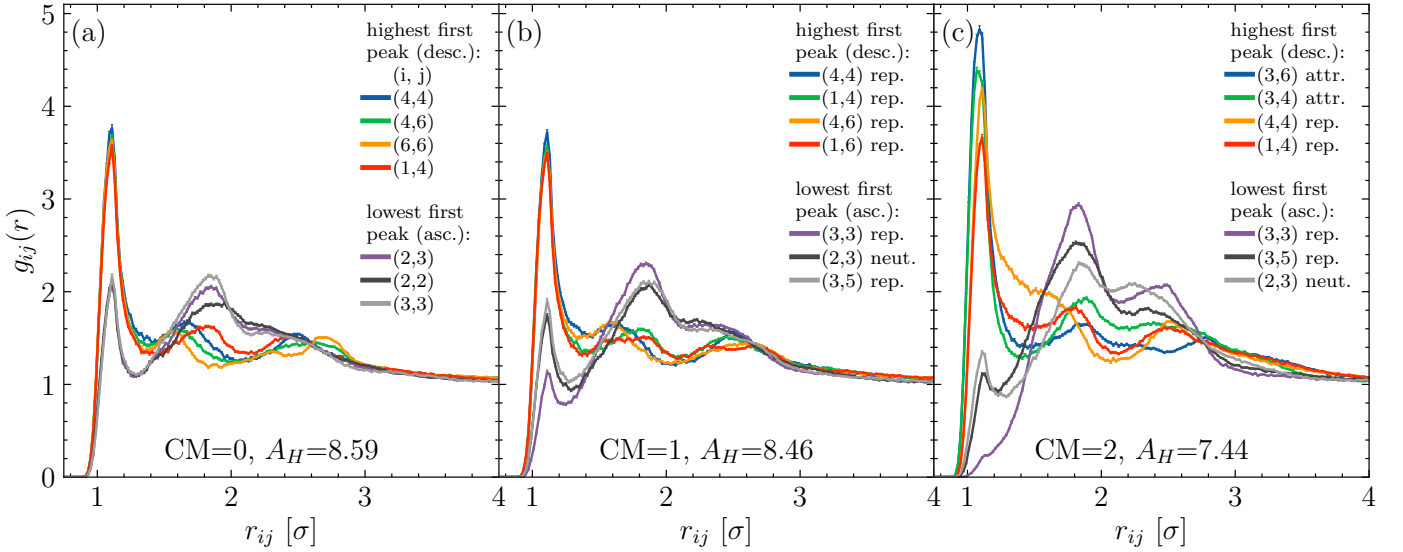 (a)
highest first
peak (desc.):
(i, j)
(4,4)
(4,6)
(6,6)
(1,4)
lowest first
peak (asc.):
(2,3)
(2,2)
(3,3)
CM=0, A_H=8.59
(b)
highest first
peak (desc.):
(4,4) rep.
(1,4) rep.
(4,6) rep.
(1,6) rep.
lowest first
peak (asc.):
(3,3) rep.
(2,3) neut.
(3,5) rep.
CM=1, A_H=8.46
(c)
highest first
peak (desc.):
(3,6) attr.
(3,4) attr.
(4,4) rep.
(1,4) rep.
lowest first
peak (asc.):
(3,3) rep.
(3,5) rep.
(2,3) neut.
CM=2, A_H=7.44
g_{ij}(r)
5
4
3
2
1
0
1 2 3 4
1 2 3 4
1 2 3 4
r_{ij} [σ]
r_{ij} [σ]
r_{ij} [σ]